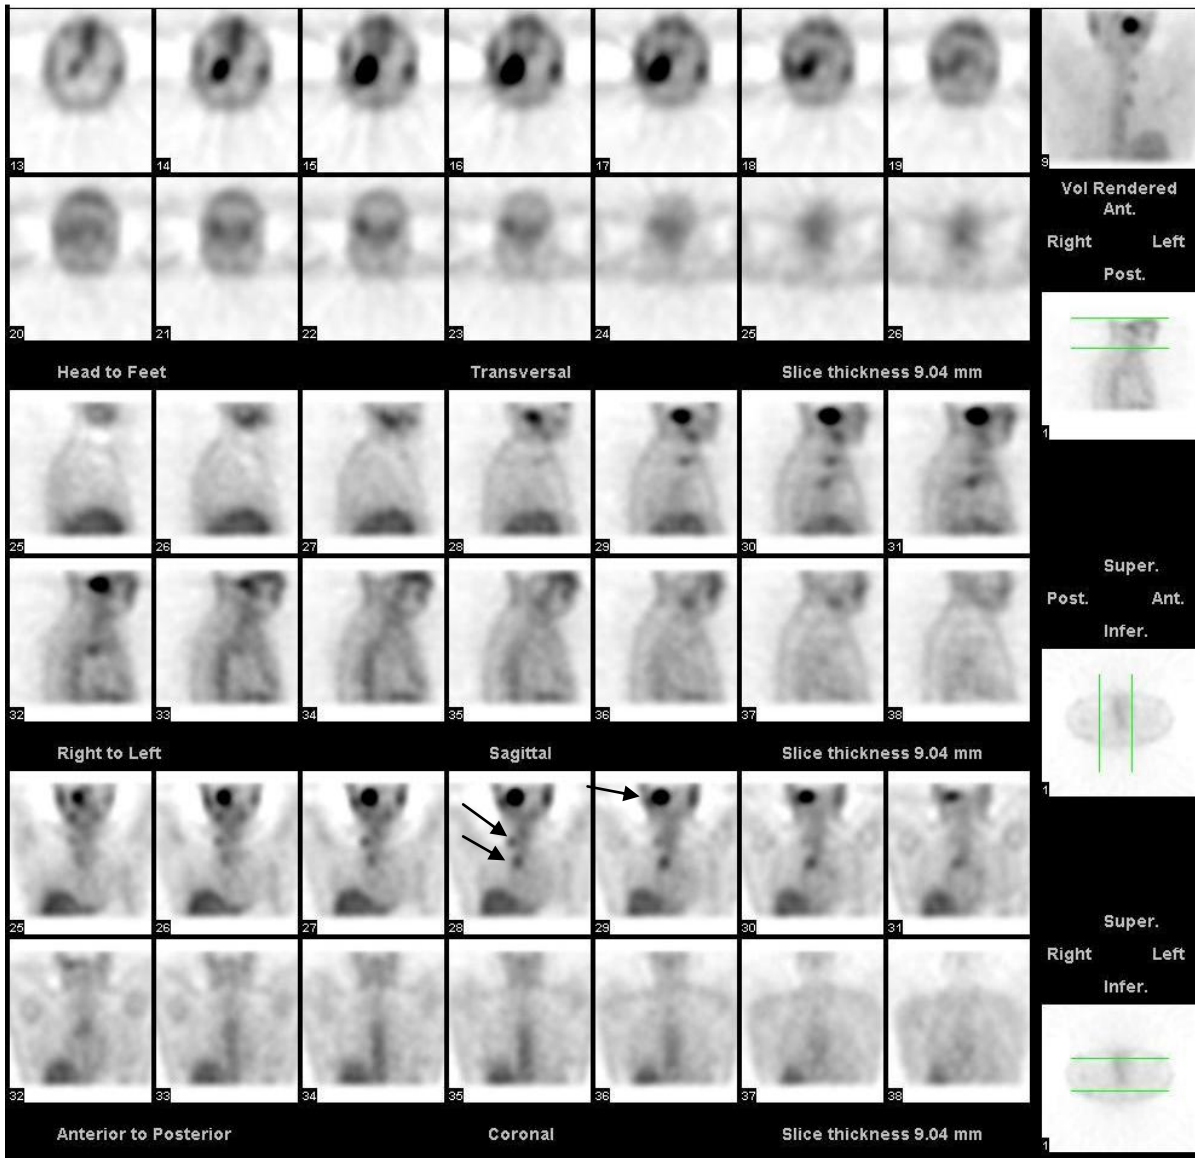 13 14 15 16 17 18 19 9
Vol Rendered
Ant.
Right Left
Post.
20 21 22 23 24 25 26
Head to Feet Transversal Slice thickness 9.04 mm
1
25 26 27 28 29 30 31
Super.
Post. Ant.
Infer.
32 33 34 35 36 37 38
Right to Left Sagittal Slice thickness 9.04 mm
1
25 26 27 28 29 30 31
Super.
Right Left
Infer.
32 33 34 35 36 37 38
Anterior to Posterior Coronal Slice thickness 9.04 mm
1